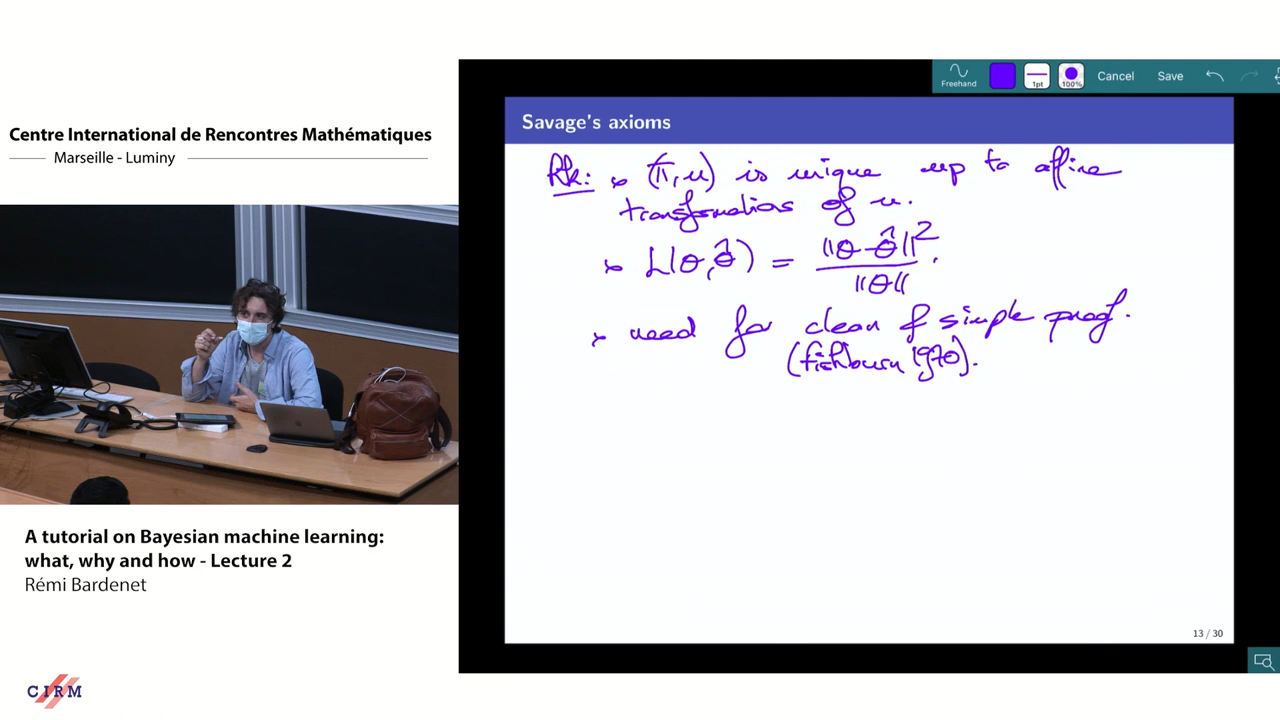 Centre International de Rencontres Mathématiques
Marseille - Luminy
Freehand
1pt
100%
Cancel
Save
Savage's axioms
Rk: × (π, u) is unique up to affine
transformations of u.
× L(θ, θ̂) = ||θ-θ̂||² / ||θ||.
× need for clean & simple proof.
(Fishburn 1970).
13 / 30
A tutorial on Bayesian machine learning:
what, why and how - Lecture 2
Rémi Bardenet
CIRM